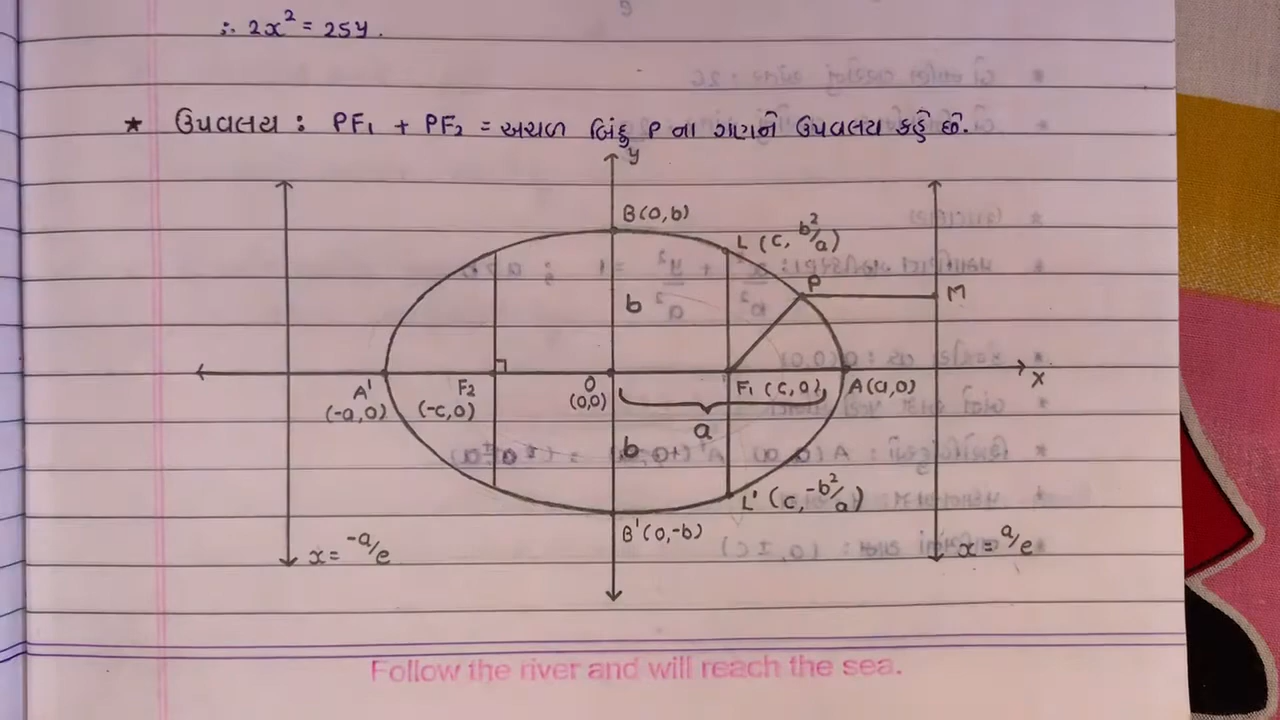 ∴ 2x² = 25y.
★ ઉપવલય : PF₁ + PF₂ = અચળ બિંદુ P ના ગણને ઉપવલય કહે છે.
y
B(0,b)
L (c, b²/a)
P
M
b
A'
(-a,0)
F₂
(-c,0)
O
(0,0)
F₁ (c,0)
A(a,0)
x
a
b
L' (c, -b²/a)
B'(0,-b)
x = -a/e
x = a/e
Follow the river and will reach the sea.